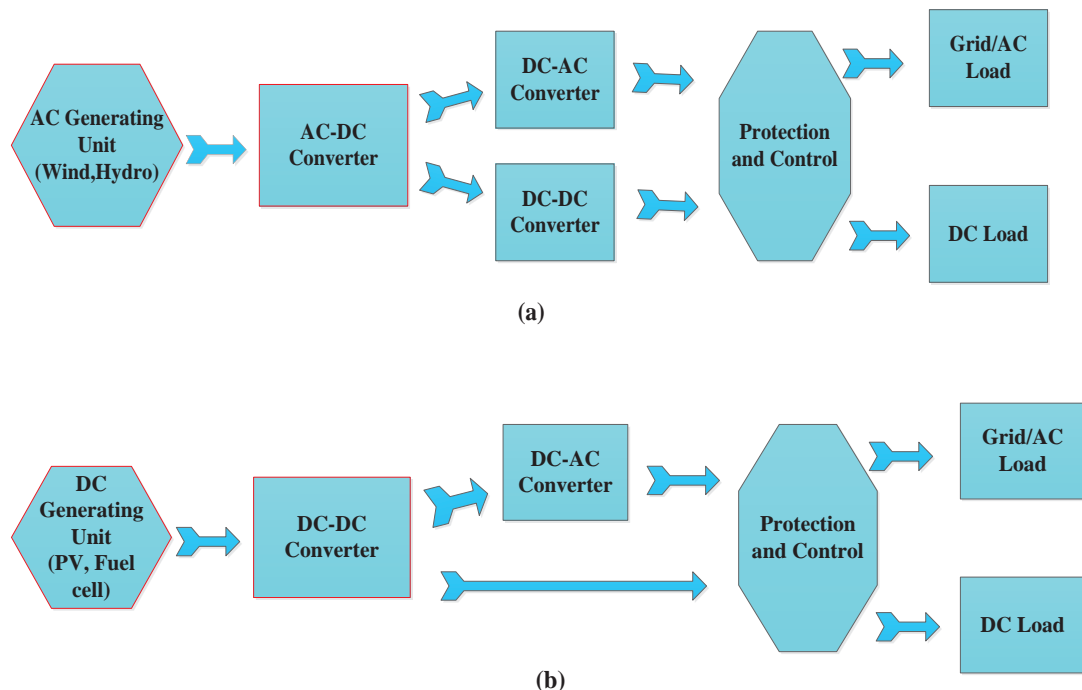 AC Generating
Unit
(Wind,Hydro)
AC-DC
Converter
DC-AC
Converter
DC-DC
Converter
Protection
and Control
Grid/AC
Load
DC Load
(a)
DC
Generating
Unit
(PV, Fuel
cell)
DC-DC
Converter
DC-AC
Converter
Protection
and Control
Grid/AC
Load
DC Load
(b)